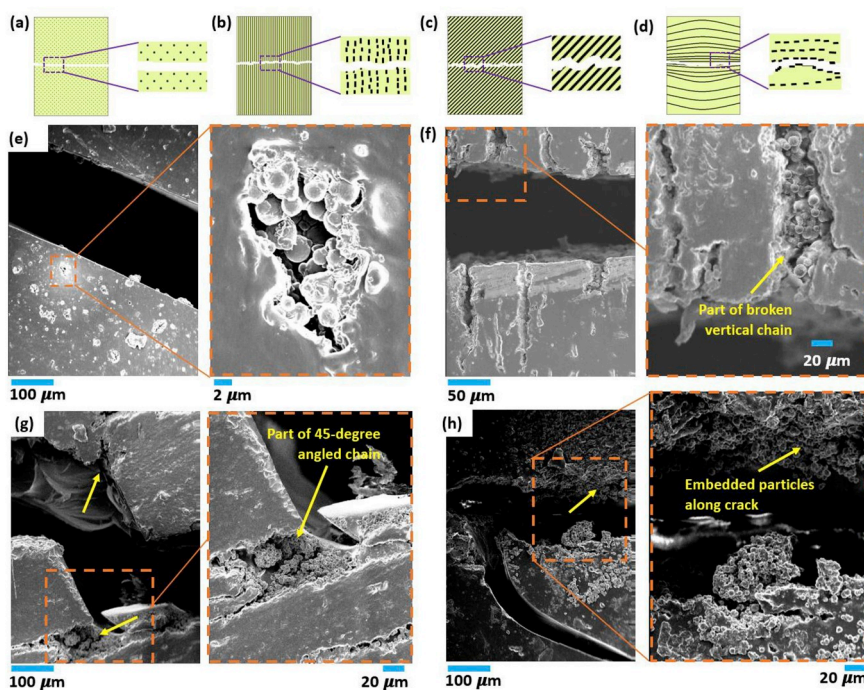 (a)
(b)
(c)
(d)
(e)
(f)
Part of broken
vertical chain
20 μm
100 μm
2 μm
50 μm
(g)
Part of 45-degree
angled chain
(h)
Embedded particles
along crack
100 μm
20 μm
100 μm
20 μm